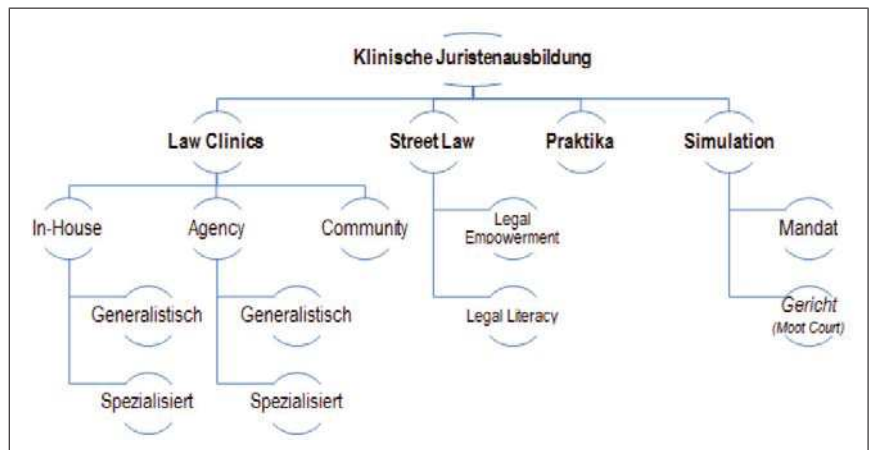 Klinische Juristenausbildung
Law Clinics
Street Law
Praktika
Simulation
In-House
Agency
Community
Legal
Empowerment
Mandat
Generalistisch
Generalistisch
Legal Literacy
Gericht
(Moot Court)
Spezialisiert
Spezialisiert